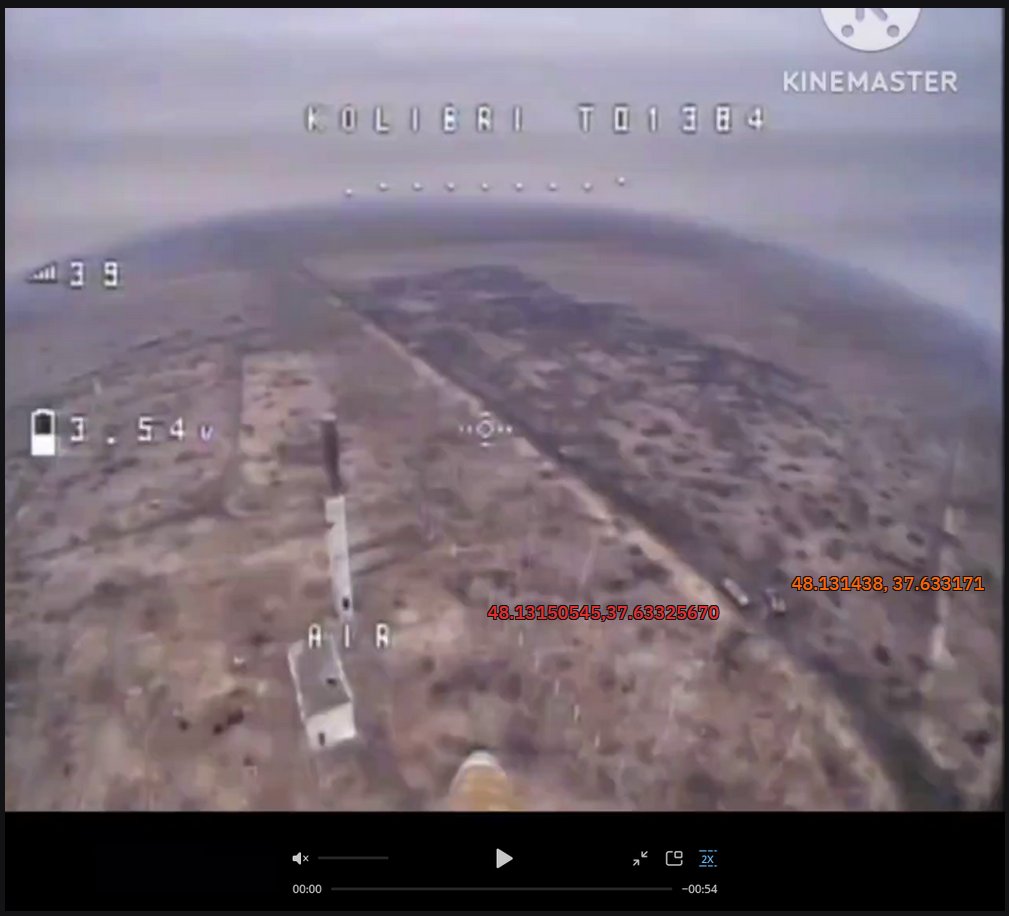 KINEMASTER
KOLIBRI T01384
39
3.54v
48.131438, 37.633171
48.13150545,37.63325670
AIR
2X
00:00
−00:54